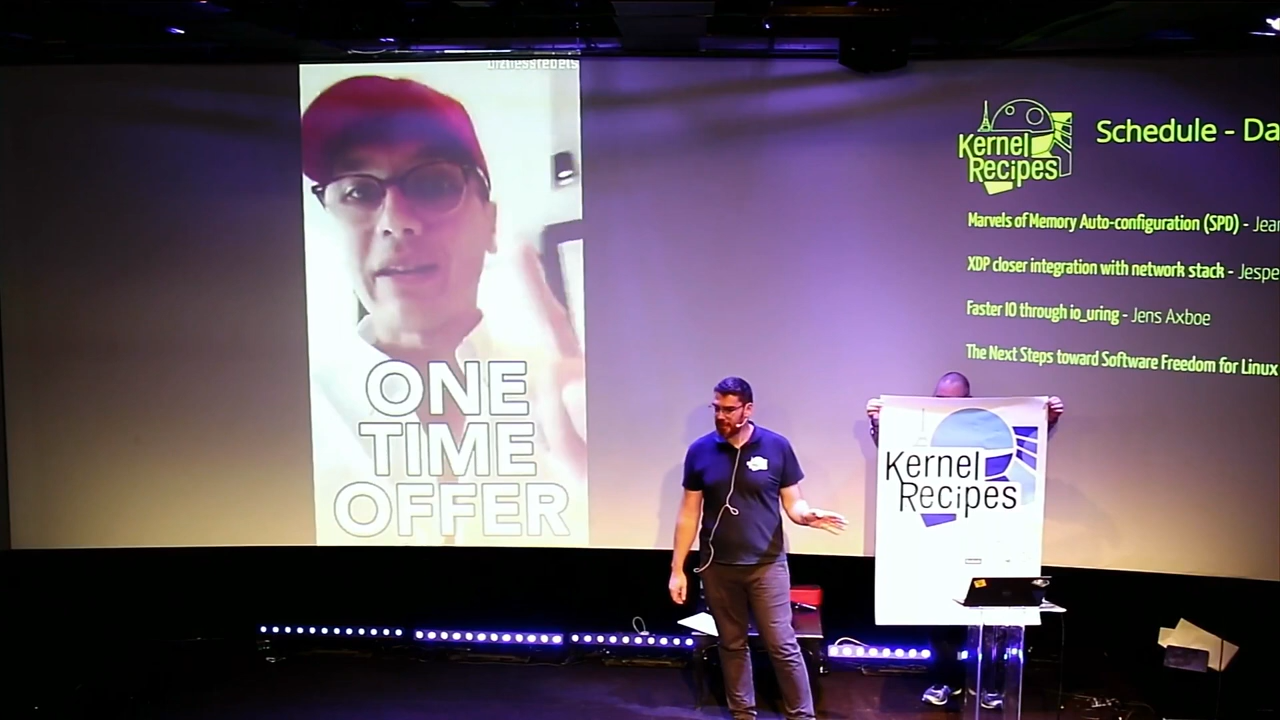 ONE
TIME
OFFER
Kernel
Recipes
Schedule - Da
Marvels of Memory Auto-configuration (SPD) - Jean
XDP closer integration with network stack - Jespe
Faster IO through io_uring - Jens Axboe
The Next Steps toward Software Freedom for Linux
Kernel
Recipes